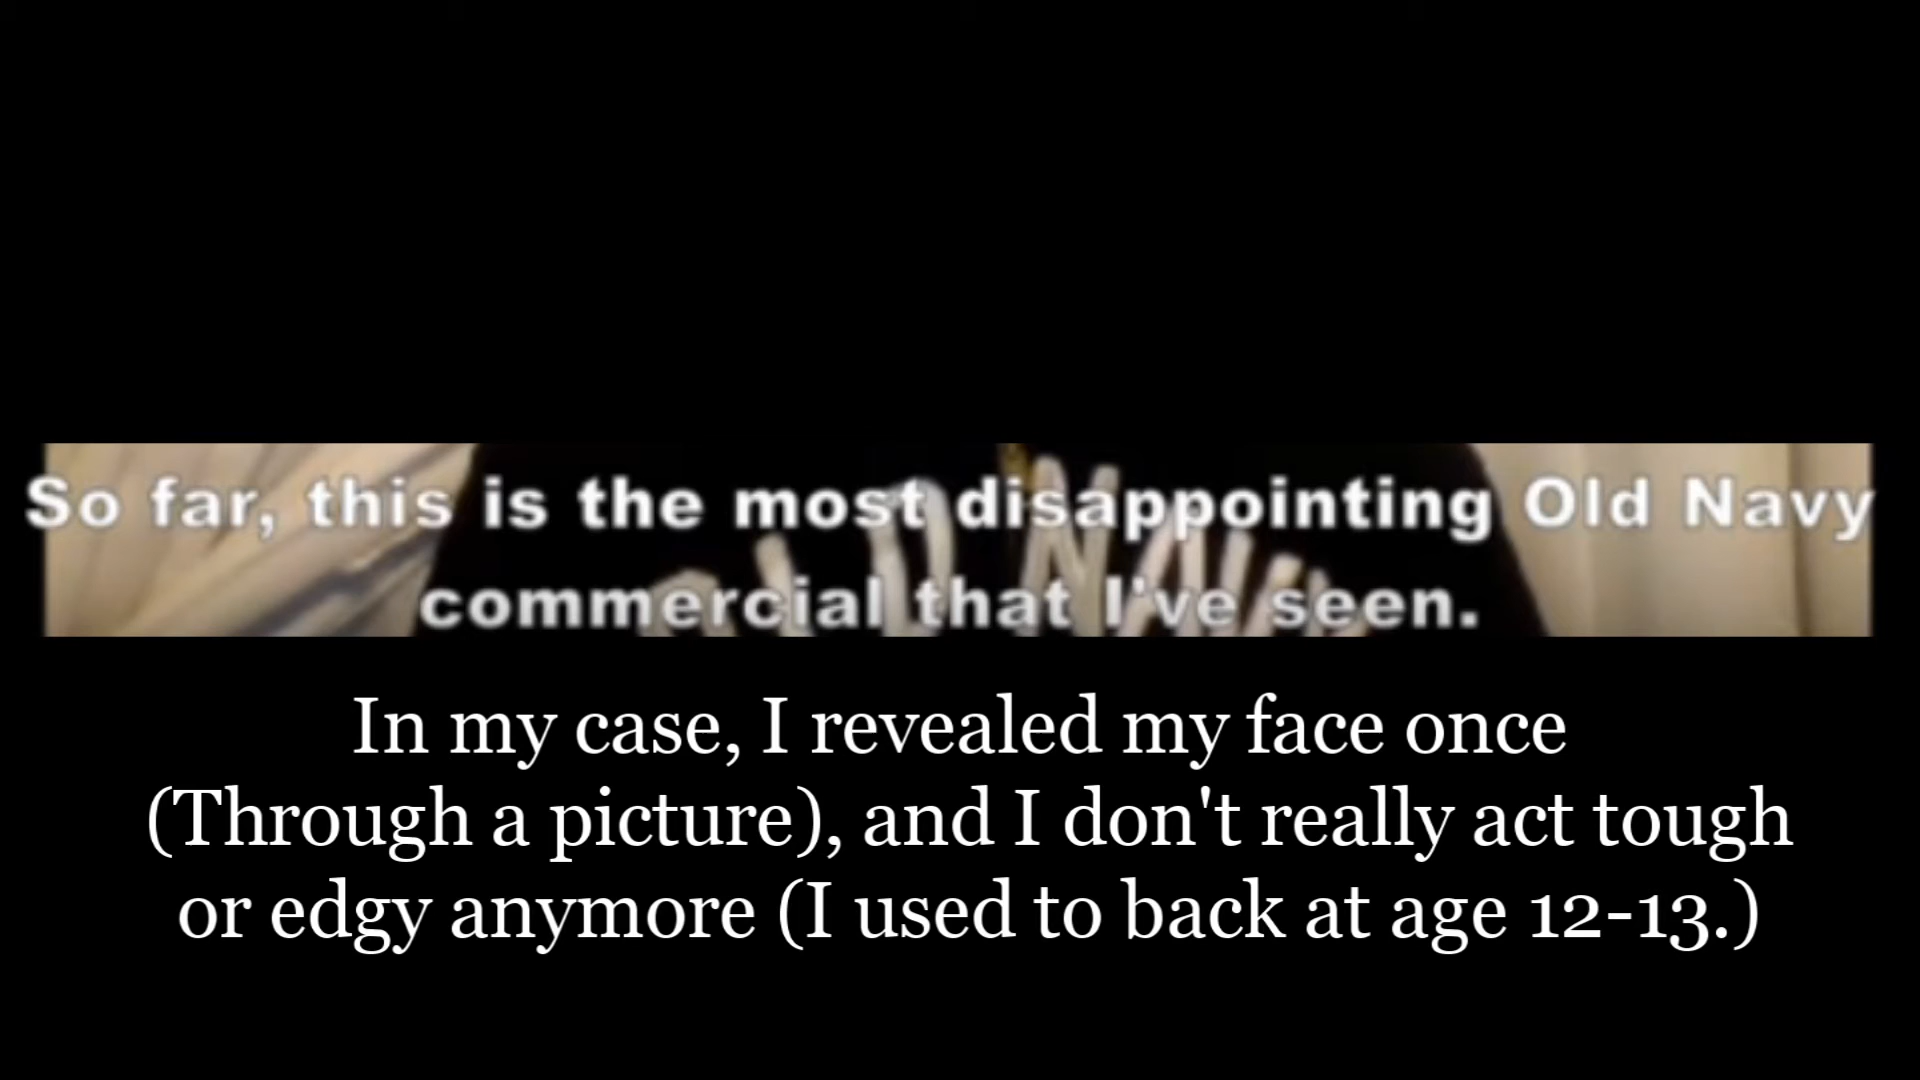 So far, this is the most disappointing Old Navy
commercial that I've seen.
In my case, I revealed my face once
(Through a picture), and I don't really act tough
or edgy anymore (I used to back at age 12-13.)